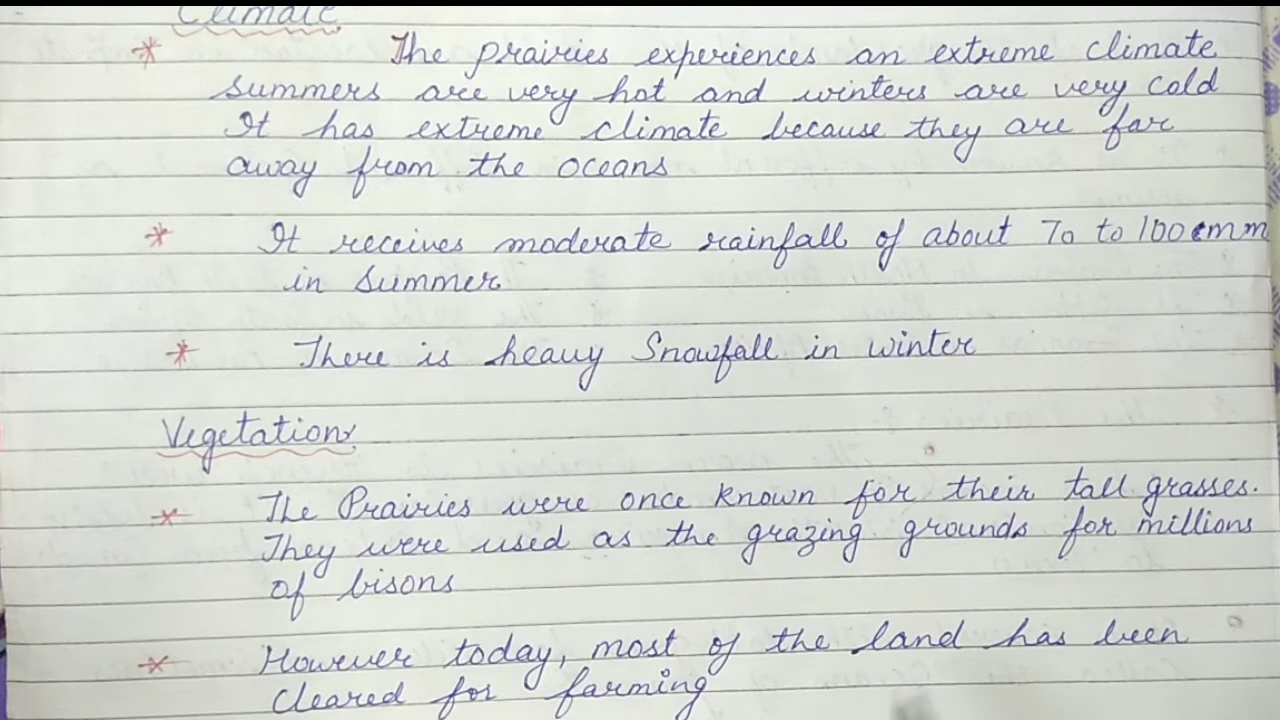 Climate
* The prairies experiences an extreme climate
summers are very hot and winters are very cold
It has extreme climate because they are far
away from the oceans
* It receives moderate rainfall of about 70 to 100 cmm
in summer
* There is heavy Snowfall in winter
Vegetation
* The Prairies were once known for their tall grasses.
They were used as the grazing grounds for millions
of bisons
* However today, most of the land has been
cleared for farming